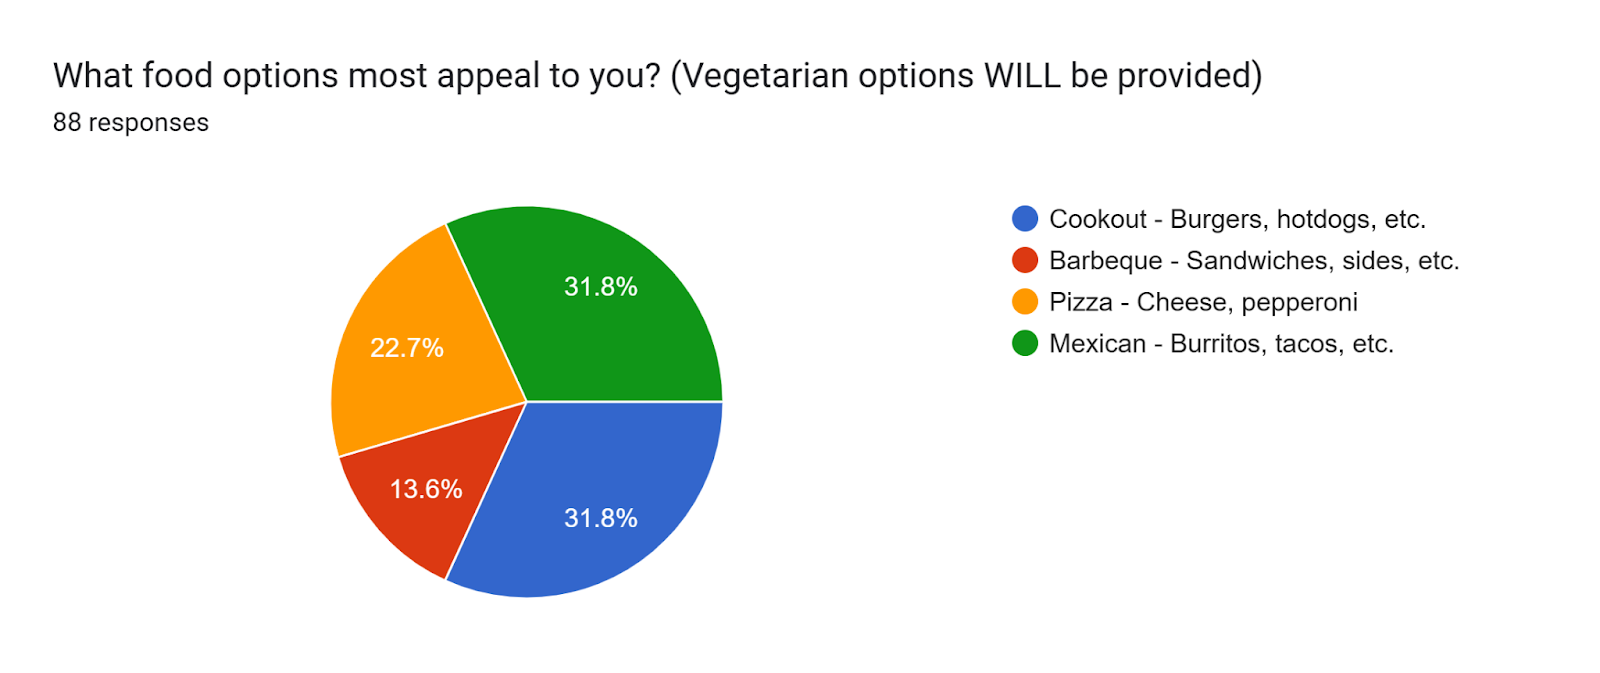 What food options most appeal to you? (Vegetarian options WILL be provided)
88 responses
31.8%
22.7%
13.6%
31.8%
Cookout - Burgers, hotdogs, etc.
Barbeque - Sandwiches, sides, etc.
Pizza - Cheese, pepperoni
Mexican - Burritos, tacos, etc.